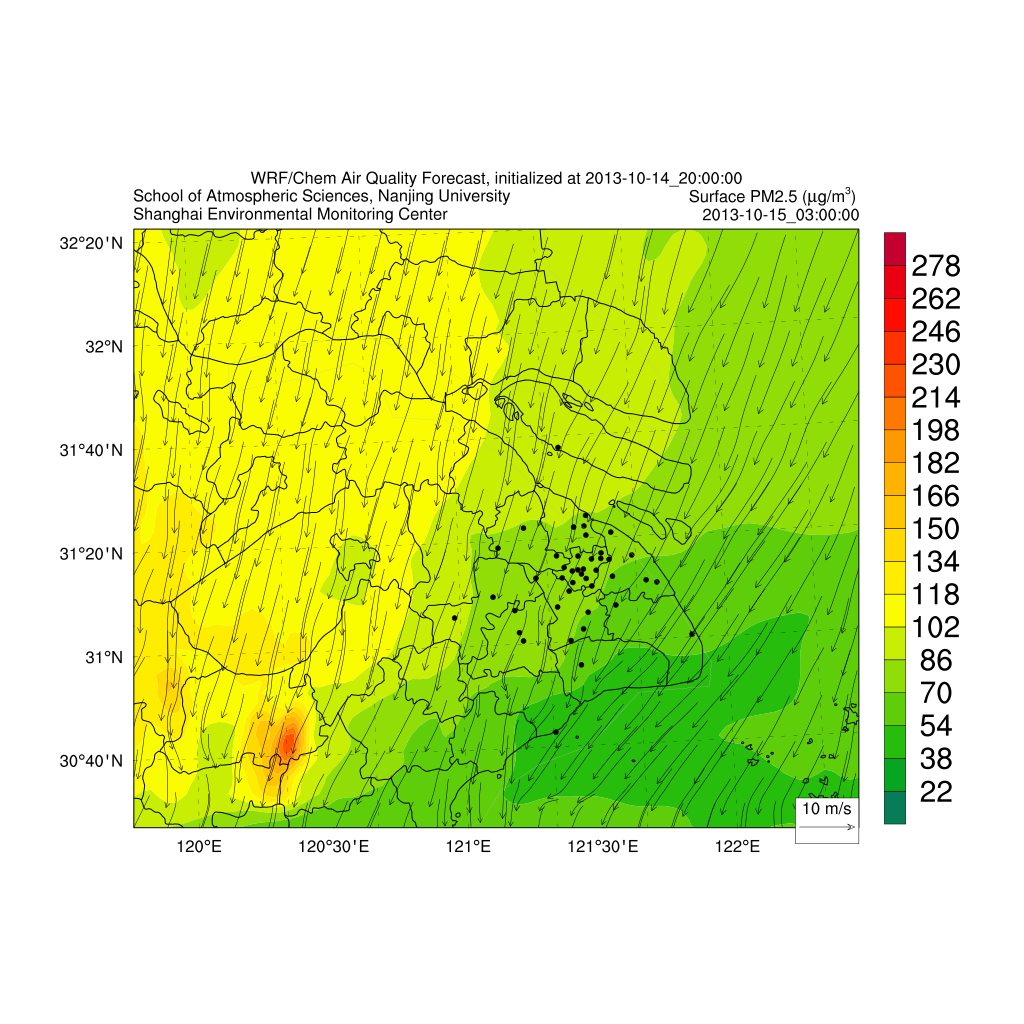 WRF/Chem Air Quality Forecast, initialized at 2013-10-14_20:00:00
School of Atmospheric Sciences, Nanjing University
Surface PM2.5 (μg/m³)
Shanghai Environmental Monitoring Center
2013-10-15_03:00:00
32°20'N
32°N
31°40'N
31°20'N
31°N
30°40'N
120°E
120°30'E
121°E
121°30'E
122°E
10 m/s
278
262
246
230
214
198
182
166
150
134
118
102
86
70
54
38
22